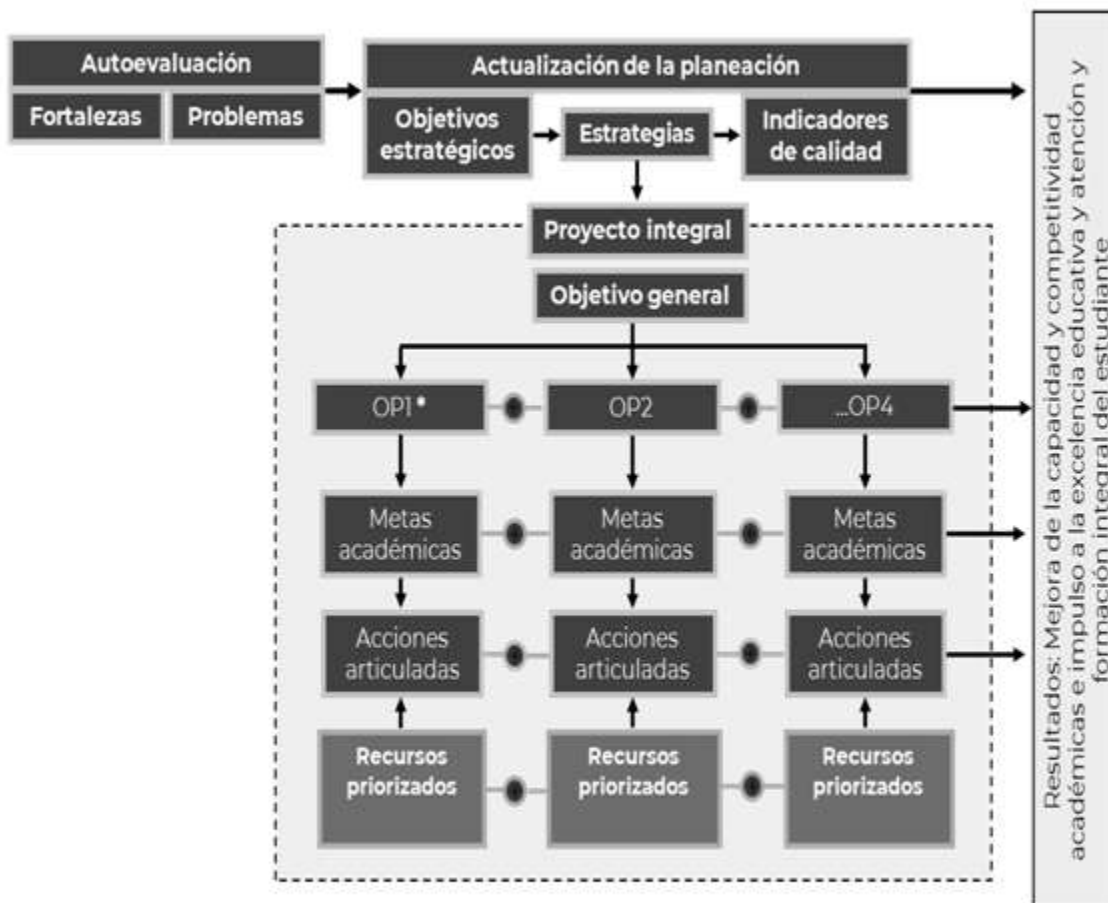 Autoevaluación
Fortalezas
Problemas
Actualización de la planeación
Objetivos
estratégicos
Estrategias
Indicadores
de calidad
Proyecto integral
Objetivo general
OP1*
OP2
...OP4
Metas
académicas
Metas
académicas
Metas
académicas
Acciones
articuladas
Acciones
articuladas
Acciones
articuladas
Recursos
priorizados
Recursos
priorizados
Recursos
priorizados
Resultados: Mejora de la capacidad y competitividad
académicas e impulso a la excelencia educativa y atención y
formación integral del estudiante